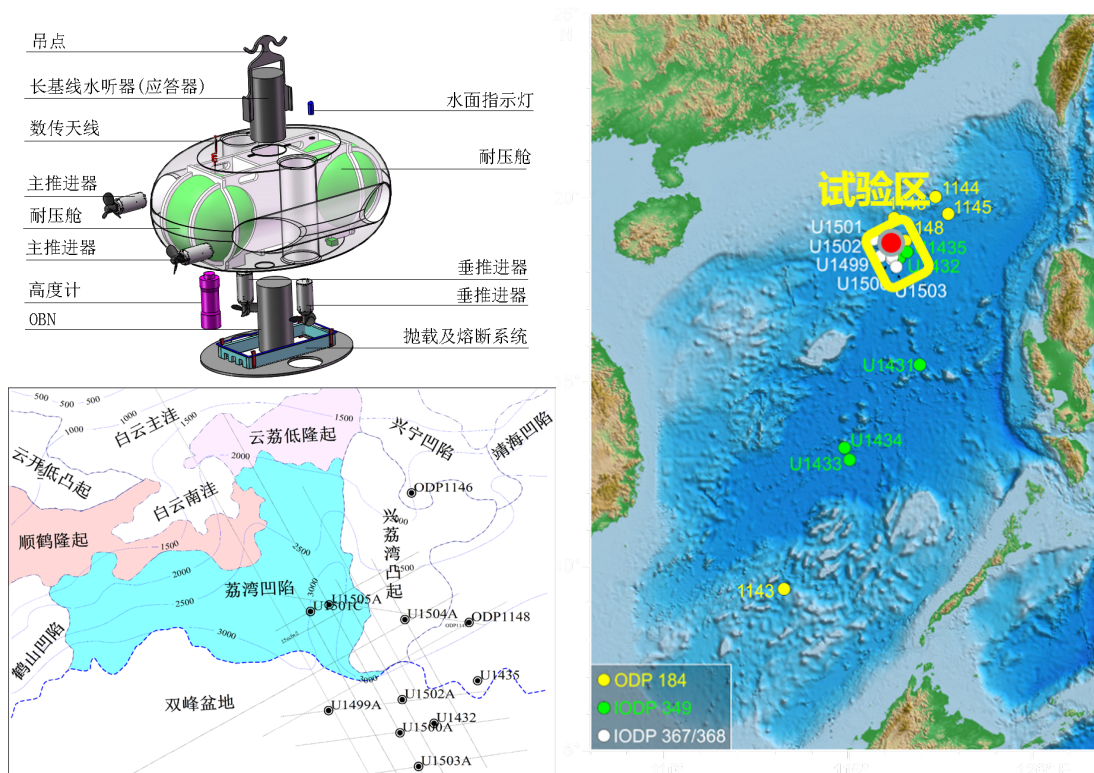 吊点
长基线水听器(应答器)
水面指示灯
数传天线
耐压舱
主推进器
耐压舱
主推进器
垂推进器
高度计
垂推进器
OBN
抛载及熔断系统
500
500
500
1000
1000
1500
1500
白云主洼
云荔低隆起
兴宁凹陷
靖海凹陷
2000
云开低凸起
白云南洼
ODP1146
顺鹤隆起
1500
2500
兴荔湾凸起
2000
荔湾凹陷
3000
2500
U1505A
U1501C
U1504A
ODP1148
3000
鹤山凹陷
3000
U1435
双峰盆地
U1502A
U1499A
U1432
U1500A
U1503A
试验区
1144
1145
U1501
1148
U1502
U1435
U1499
U1432
U1503
U1431
U1434
U1433
1143
ODP 184
IODP 349
IODP 367/368